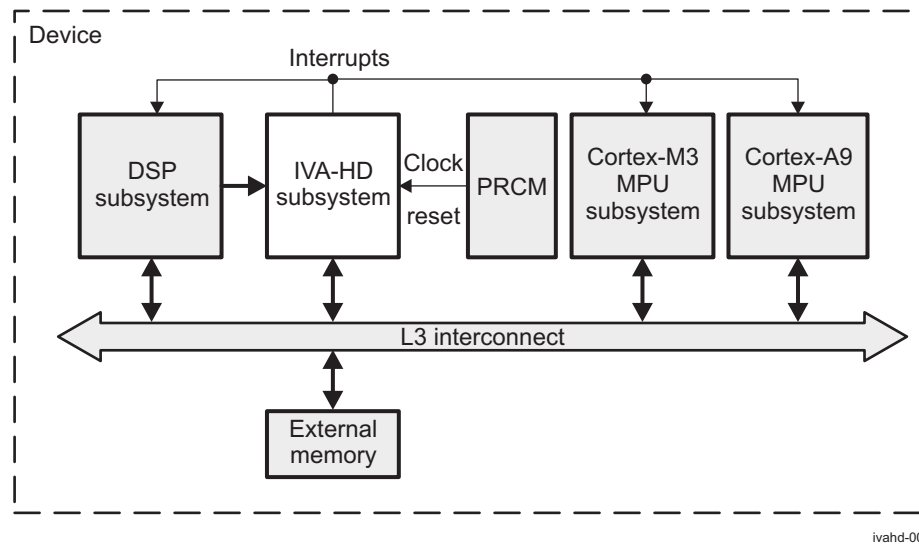 Device
Interrupts
DSP
subsystem
IVA-HD
subsystem
Clock
reset
PRCM
Cortex-M3
MPU
subsystem
Cortex-A9
MPU
subsystem
L3 interconnect
External
memory